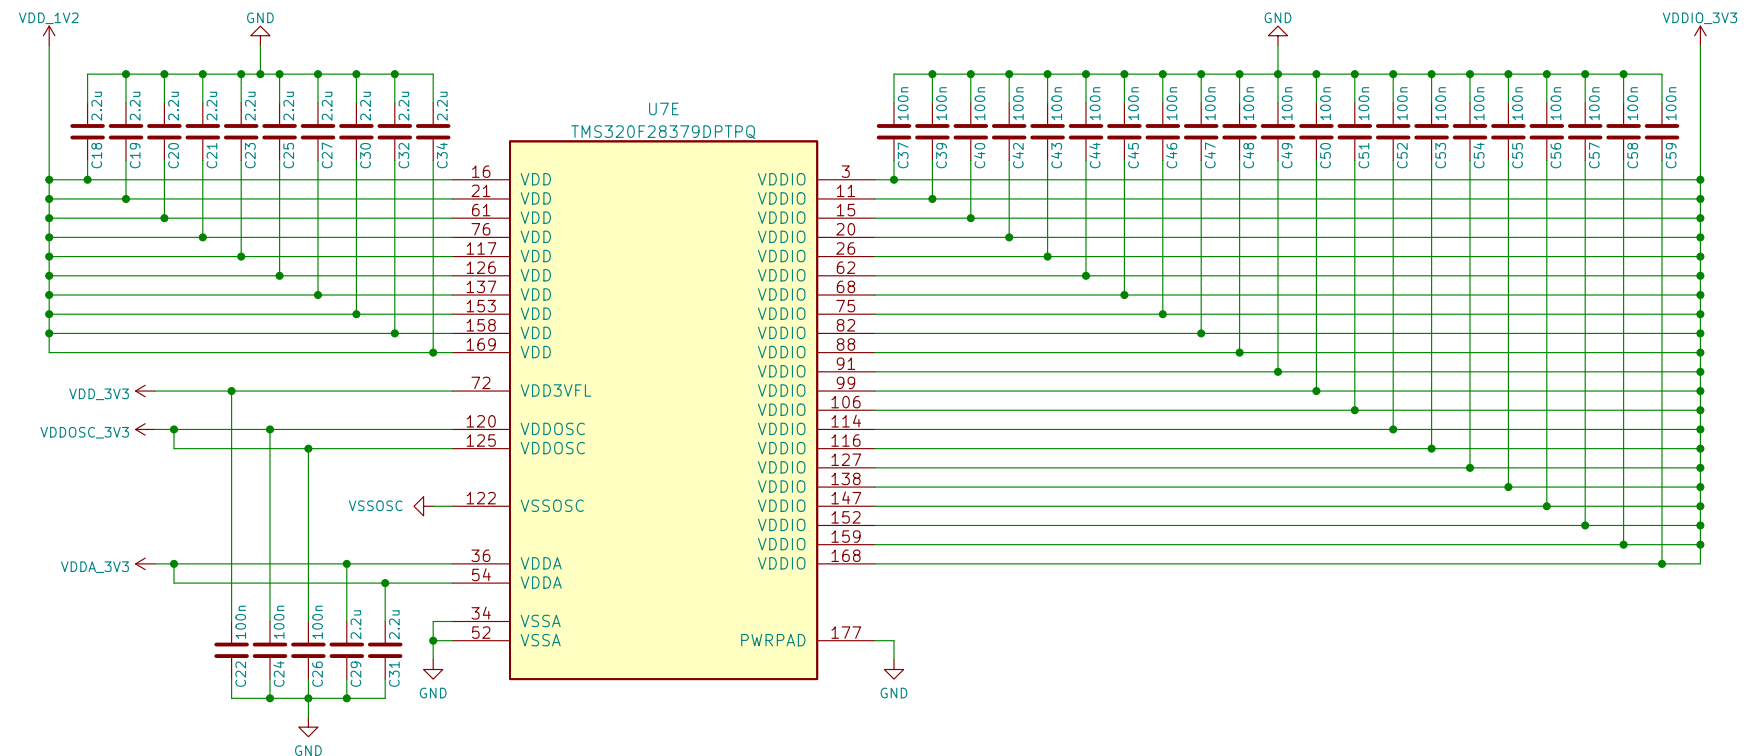 VDD_1V2
GND
GND
VDDIO_3V3
2.2u 2.2u 2.2u 2.2u 2.2u 2.2u 2.2u 2.2u 2.2u 2.2u
100n 100n 100n 100n 100n 100n 100n 100n 100n 100n 100n 100n 100n 100n 100n 100n 100n 100n 100n 100n 100n
C18 C19 C20 C21 C23 C25 C27 C30 C32 C34
C37 C39 C40 C42 C43 C44 C45 C46 C47 C48 C49 C50 C51 C52 C53 C54 C55 C56 C57 C58 C59
U7E
TMS320F28379DPTPQ
16 VDD
21 VDD
61 VDD
76 VDD
117 VDD
126 VDD
137 VDD
153 VDD
158 VDD
169 VDD
VDD_3V3 72 VDD3VFL
VDDOSC_3V3 120 VDDOSC
125 VDDOSC
VSSOSC 122 VSSOSC
VDDA_3V3 36 VDDA
54 VDDA
34 VSSA
52 VSSA
VDDIO 3
VDDIO 11
VDDIO 15
VDDIO 20
VDDIO 26
VDDIO 62
VDDIO 68
VDDIO 75
VDDIO 82
VDDIO 88
VDDIO 91
VDDIO 99
VDDIO 106
VDDIO 114
VDDIO 116
VDDIO 127
VDDIO 138
VDDIO 147
VDDIO 152
VDDIO 159
VDDIO 168
PWRPAD 177
100n 100n 100n 2.2u 2.2u
C22 C24 C26 C29 C31
GND
GND
GND